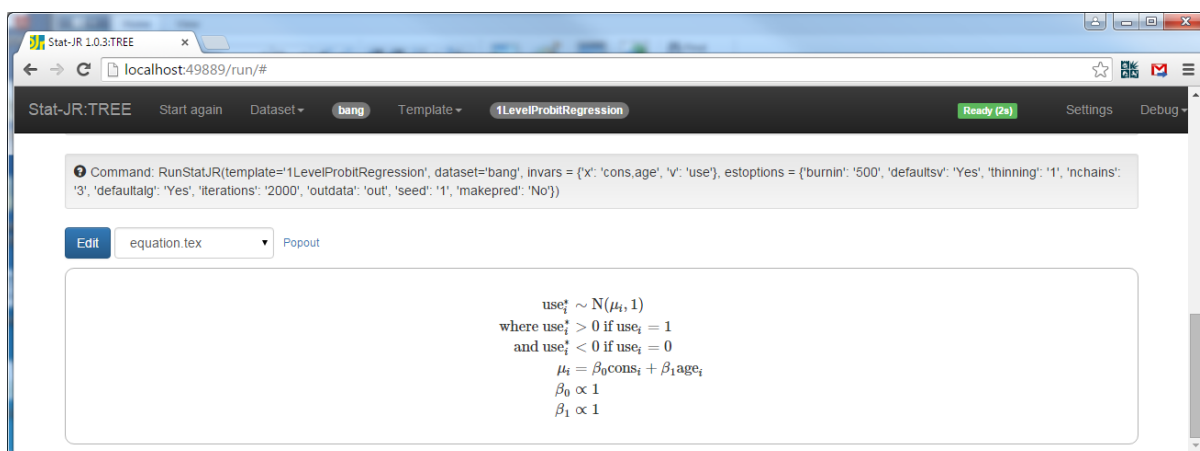 Stat-JR 1.0.3:TREE
localhost:49889/run/#
Stat-JR:TREE Start again Dataset bang Template 1LevelProbitRegression Ready (2s) Settings Debug
Command: RunStatJR(template='1LevelProbitRegression', dataset='bang', invars = {'x': 'cons,age', 'v': 'use'}, estoptions = {'burnin': '500', 'defaultsv': 'Yes', 'thinning': '1', 'nchains':
'3', 'defaultalg': 'Yes', 'iterations': '2000', 'outdata': 'out', 'seed': '1', 'makepred': 'No'})
Edit equation.tex Popout
useᵢ* ∼ N(μᵢ, 1)
where useᵢ* > 0 if useᵢ = 1
and useᵢ* < 0 if useᵢ = 0
μᵢ = β₀consᵢ + β₁ageᵢ
β₀ ∝ 1
β₁ ∝ 1